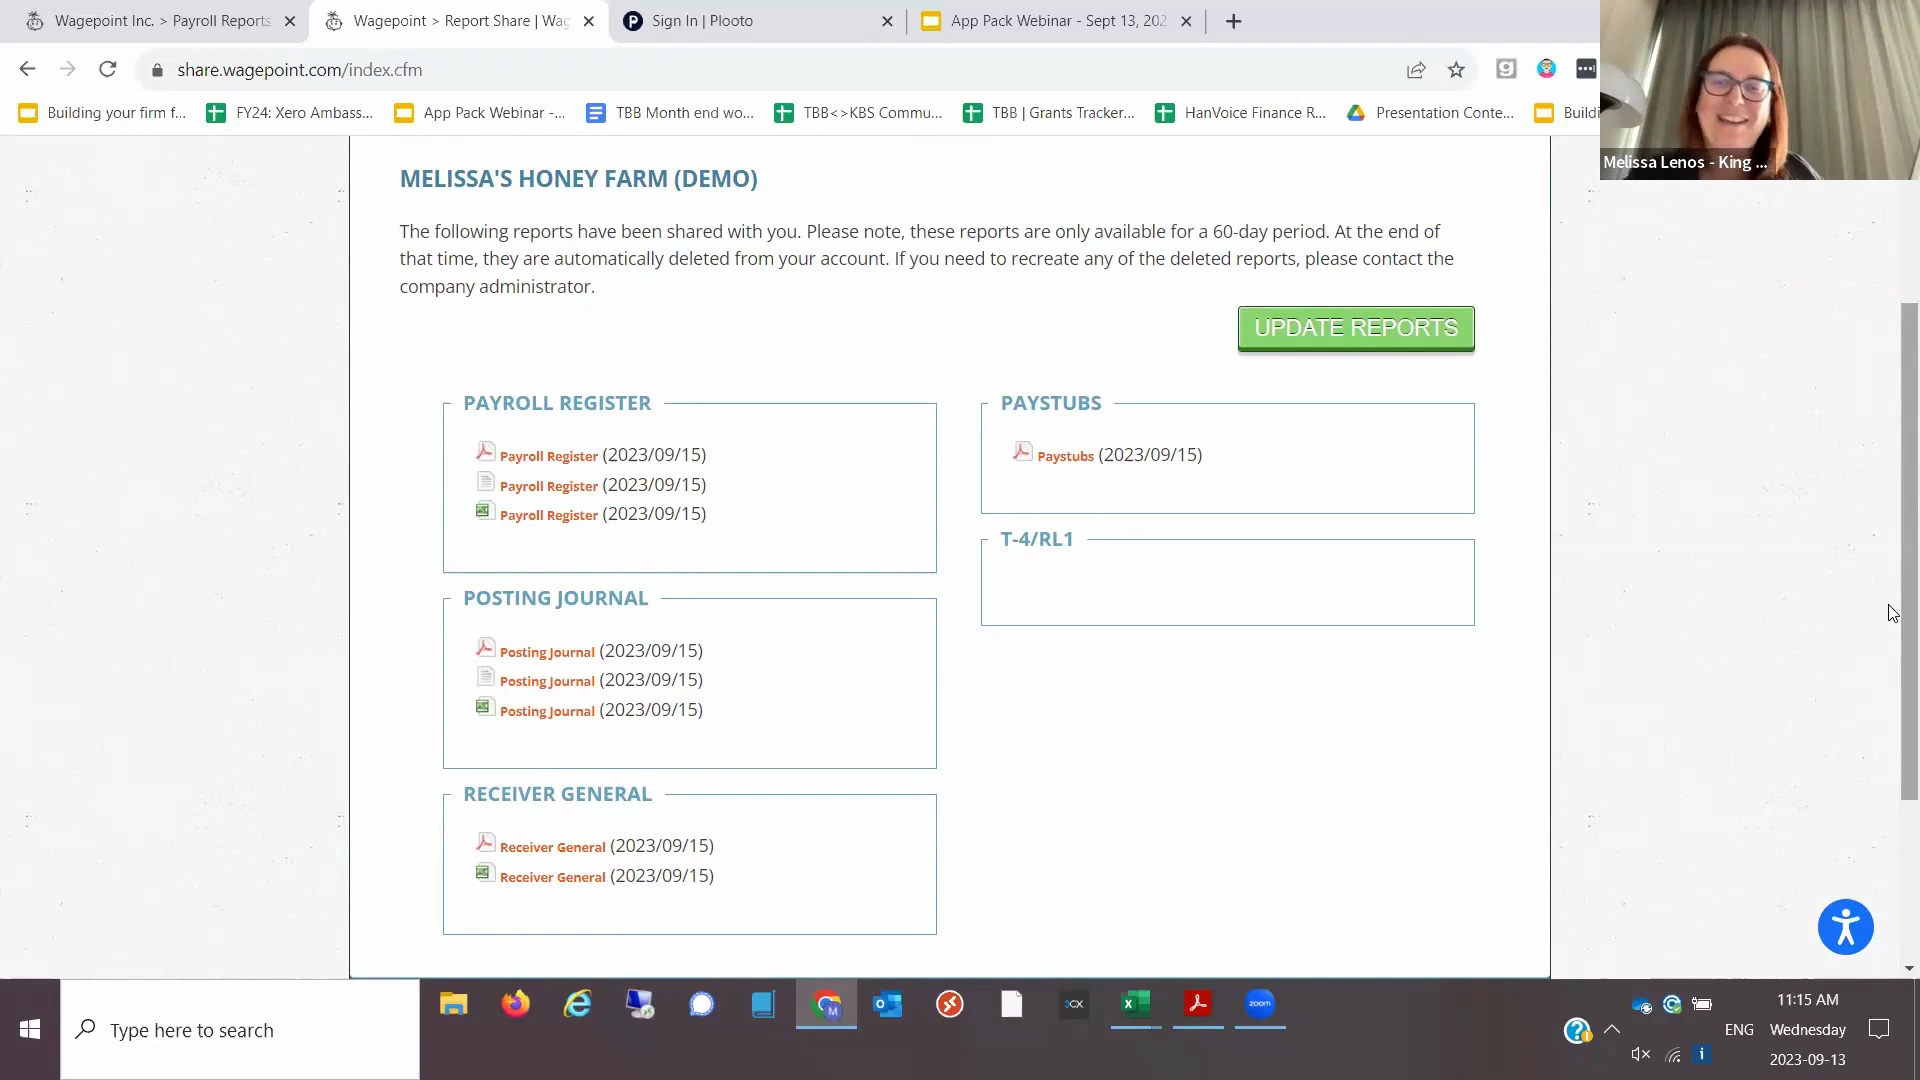 Wagepoint Inc. > Payroll Reports
Wagepoint > Report Share | Wag
Sign In | Plooto
App Pack Webinar - Sept 13, 202
share.wagepoint.com/index.cfm
Building your firm f...
FY24: Xero Ambass...
App Pack Webinar -...
TBB Month end wo...
TBB<>KBS Commu...
TBB | Grants Tracker...
HanVoice Finance R...
Presentation Conte...
Buildi
Melissa Lenos - King ...
MELISSA'S HONEY FARM (DEMO)
The following reports have been shared with you. Please note, these reports are only available for a 60-day period. At the end of
that time, they are automatically deleted from your account. If you need to recreate any of the deleted reports, please contact the
company administrator.
UPDATE REPORTS
PAYROLL REGISTER
Payroll Register (2023/09/15)
Payroll Register (2023/09/15)
Payroll Register (2023/09/15)
POSTING JOURNAL
Posting Journal (2023/09/15)
Posting Journal (2023/09/15)
Posting Journal (2023/09/15)
RECEIVER GENERAL
Receiver General (2023/09/15)
Receiver General (2023/09/15)
PAYSTUBS
Paystubs (2023/09/15)
T-4/RL1
Type here to search
3CX
zoom
11:15 AM
ENG
Wednesday
2023-09-13